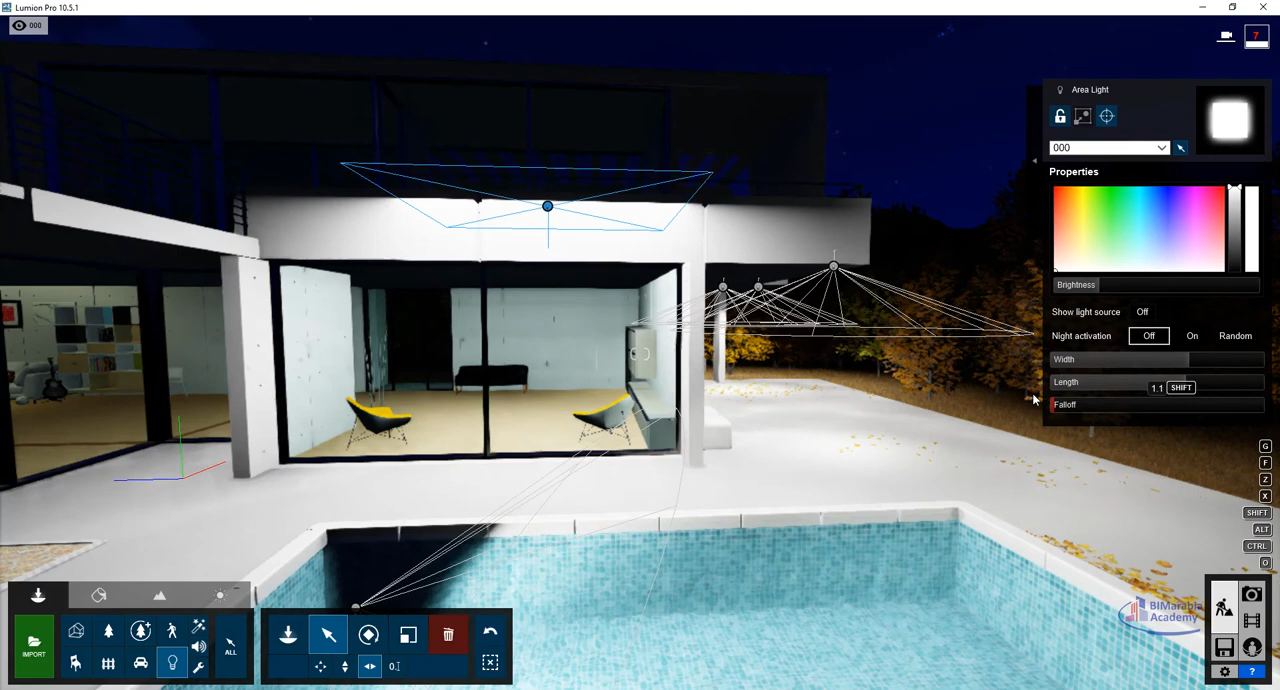 Lumion Pro 10.5.1
000
7
Area Light
000
Properties
Brightness
Show light source Off
Night activation Off On Random
Width
Length
1.1 SHIFT
Falloff
G
F
Z
X
SHIFT
ALT
CTRL
O
IMPORT
ALL
0.
?
BIMarabia
Academy